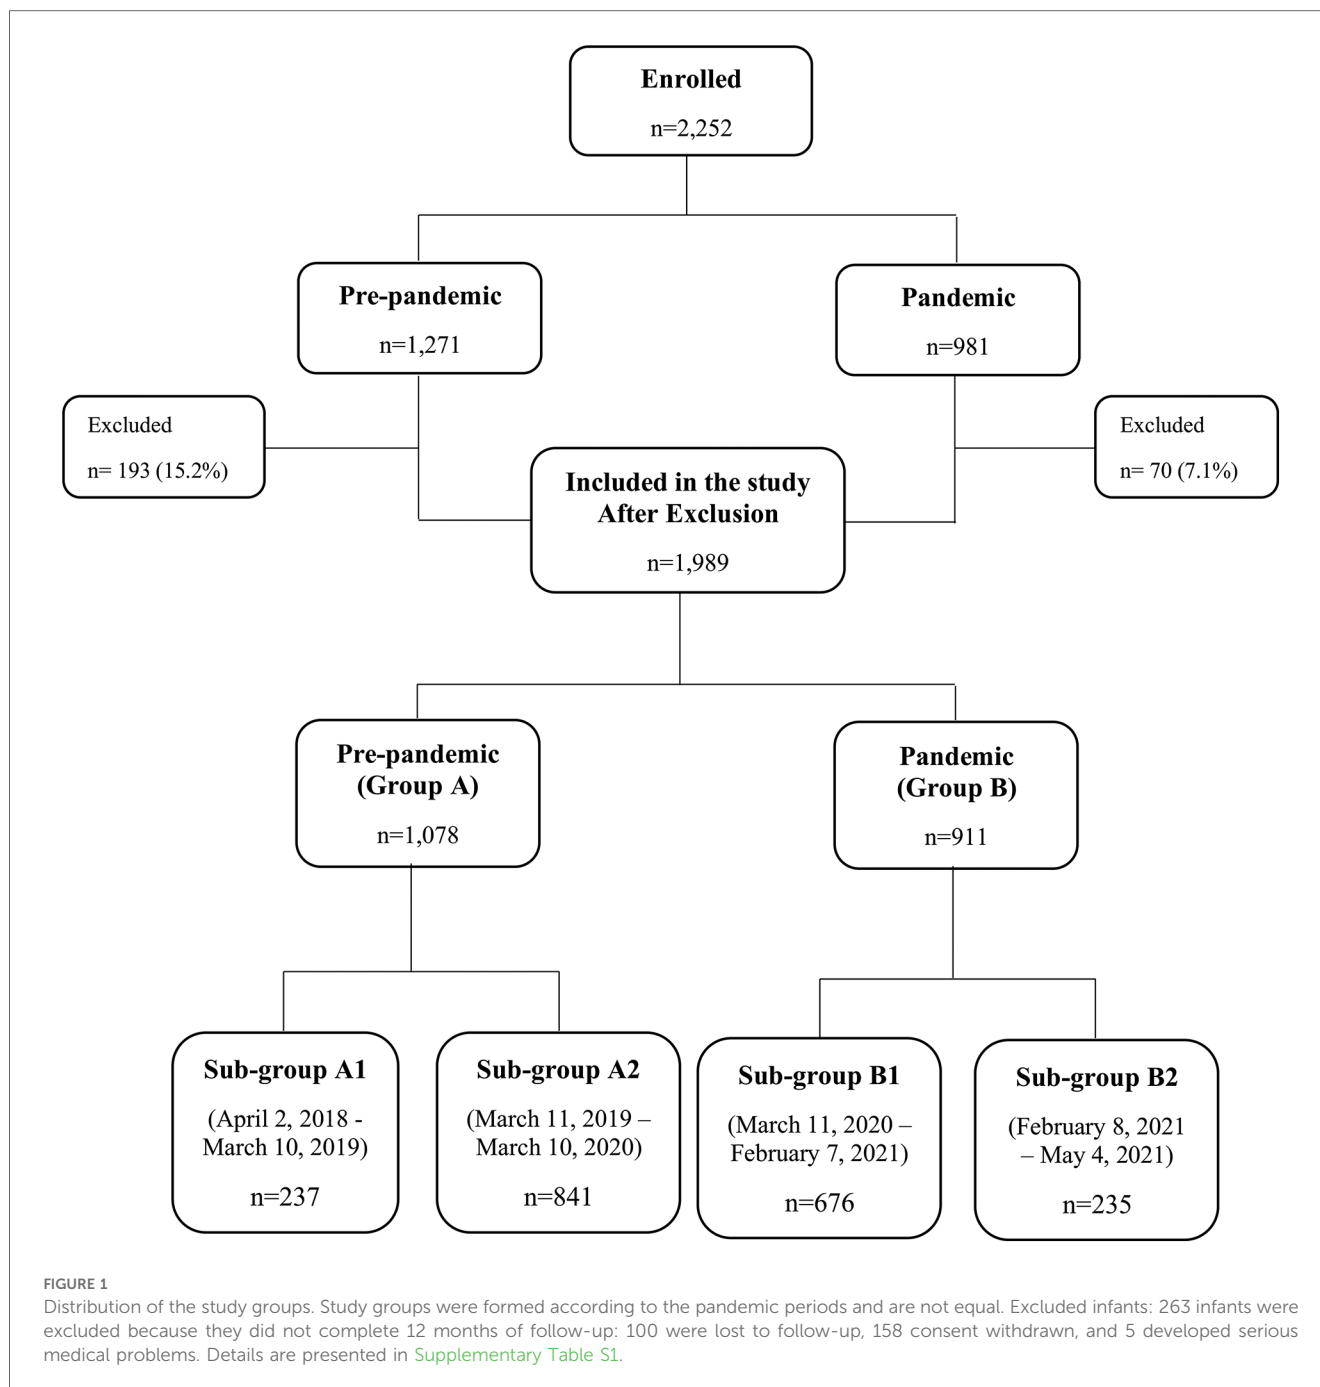 Enrolled
n=2,252
Pre-pandemic
n=1,271
Pandemic
n=981
Excluded
n= 193 (15.2%)
Excluded
n= 70 (7.1%)
Included in the study
After Exclusion
n=1,989
Pre-pandemic
(Group A)
n=1,078
Pandemic
(Group B)
n=911
Sub-group A1
(April 2, 2018 -
March 10, 2019)
n=237
Sub-group A2
(March 11, 2019 –
March 10, 2020)
n=841
Sub-group B1
(March 11, 2020 –
February 7, 2021)
n=676
Sub-group B2
(February 8, 2021
– May 4, 2021)
n=235
FIGURE 1
Distribution of the study groups. Study groups were formed according to the pandemic periods and are not equal. Excluded infants: 263 infants were
excluded because they did not complete 12 months of follow-up: 100 were lost to follow-up, 158 consent withdrawn, and 5 developed serious
medical problems. Details are presented in Supplementary Table S1.